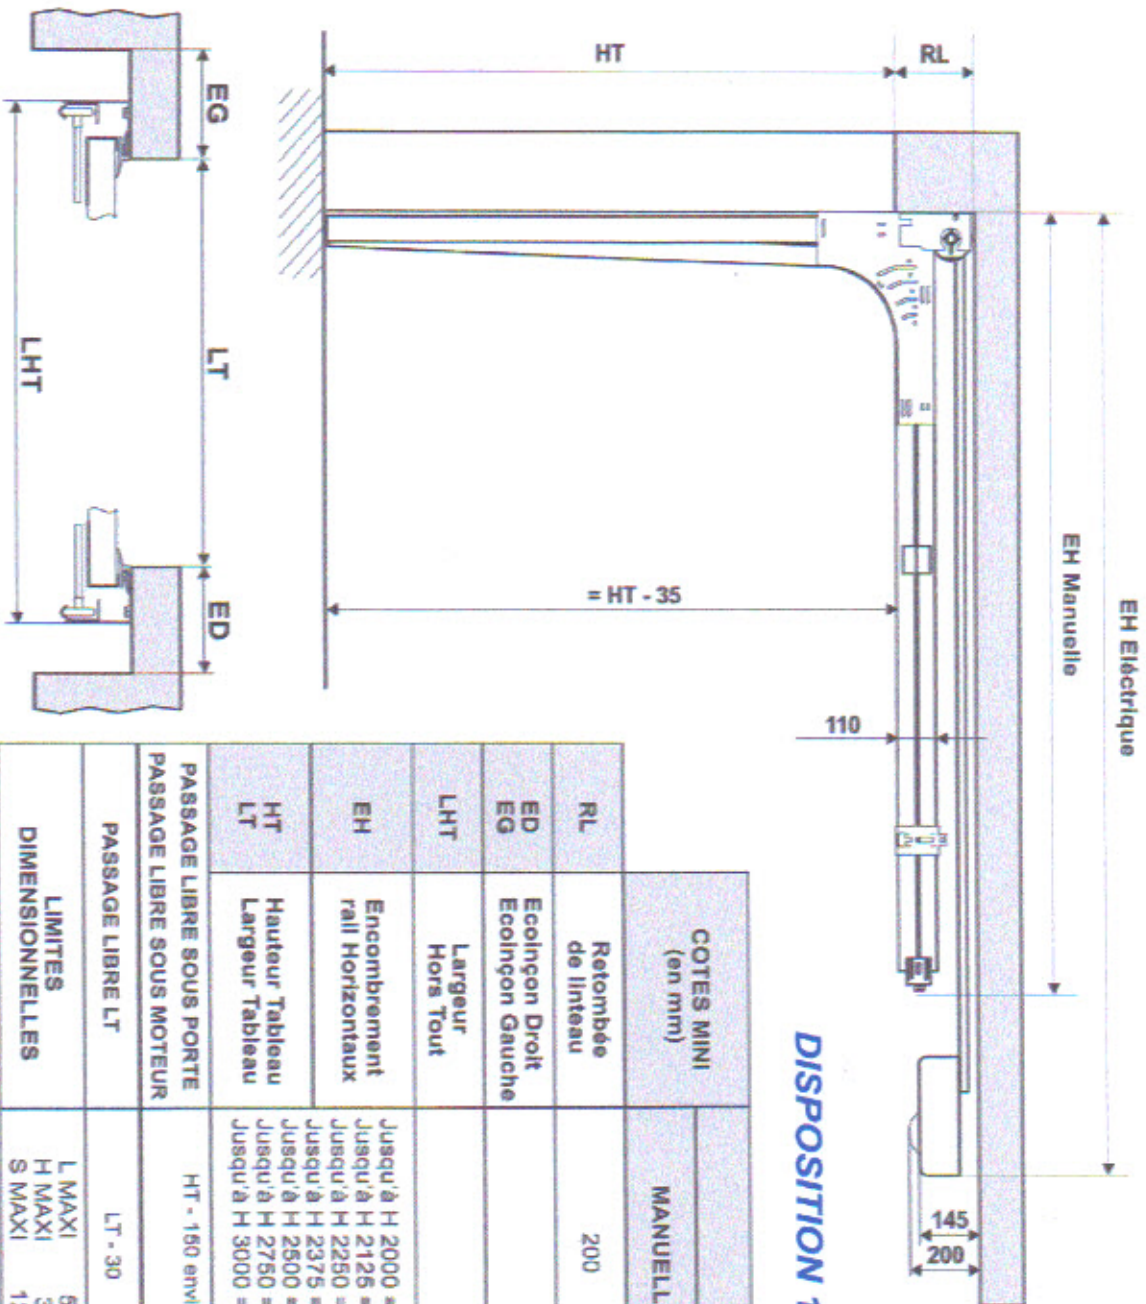 HT
RL
EH Eléctrique
EH Manuelle
= HT - 35
110
145
200
EG
LT
ED
LHT
DISPOSITION
COTES MINI
(en mm)
RL
Retombée
de linteau
200
ED
EG
Ecoinçon Droit
Ecoinçon Gauche
LHT
Largeur
Hors Tout
EH
Encombrement
rail Horizontaux
Jusqu'à H 2000 =
Jusqu'à H 2125 =
Jusqu'à H 2250 =
Jusqu'à H 2375 =
Jusqu'à H 2500 =
Jusqu'à H 2750 =
Jusqu'à H 3000 =
HT
LT
Hauteur Tableau
Largeur Tableau
PASSAGE LIBRE SOUS PORTE
PASSAGE LIBRE SOUS MOTEUR
HT - 150
PASSAGE LIBRE LT
LT - 30
LIMITES
DIMENSIONNELLES
L MAXI
H MAXI
S MAXI